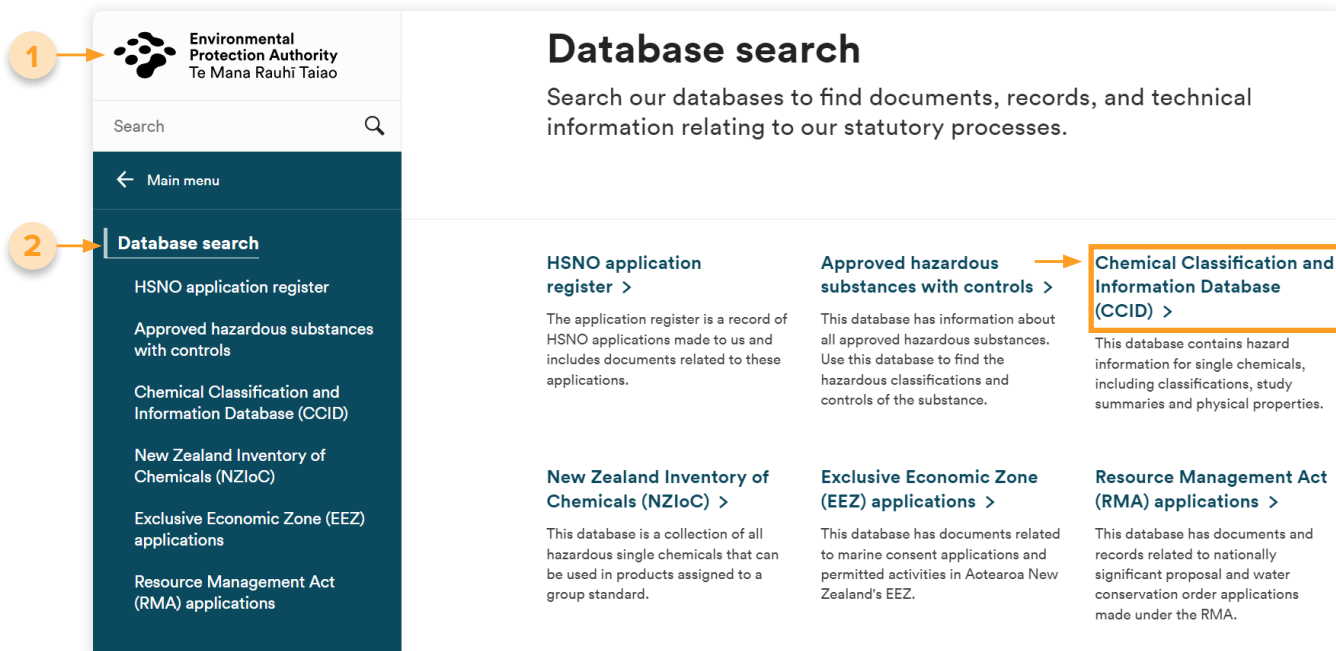 1
Environmental
Protection Authority
Te Mana Rauhī Taiao
Search
Main menu
2
Database search
HSNO application register
Approved hazardous substances
with controls
Chemical Classification and
Information Database (CCID)
New Zealand Inventory of
Chemicals (NZIoC)
Exclusive Economic Zone (EEZ)
applications
Resource Management Act
(RMA) applications
Database search
Search our databases to find documents, records, and technical
information relating to our statutory processes.
HSNO application
register >
The application register is a record of
HSNO applications made to us and
includes documents related to these
applications.
Approved hazardous
substances with controls >
This database has information about
all approved hazardous substances.
Use this database to find the
hazardous classifications and
controls of the substance.
Chemical Classification and
Information Database
(CCID) >
This database contains hazard
information for single chemicals,
including classifications, study
summaries and physical properties.
New Zealand Inventory of
Chemicals (NZIoC) >
This database is a collection of all
hazardous single chemicals that can
be used in products assigned to a
group standard.
Exclusive Economic Zone
(EEZ) applications >
This database has documents related
to marine consent applications and
permitted activities in Aotearoa New
Zealand's EEZ.
Resource Management Act
(RMA) applications >
This database has documents and
records related to nationally
significant proposal and water
conservation order applications
made under the RMA.